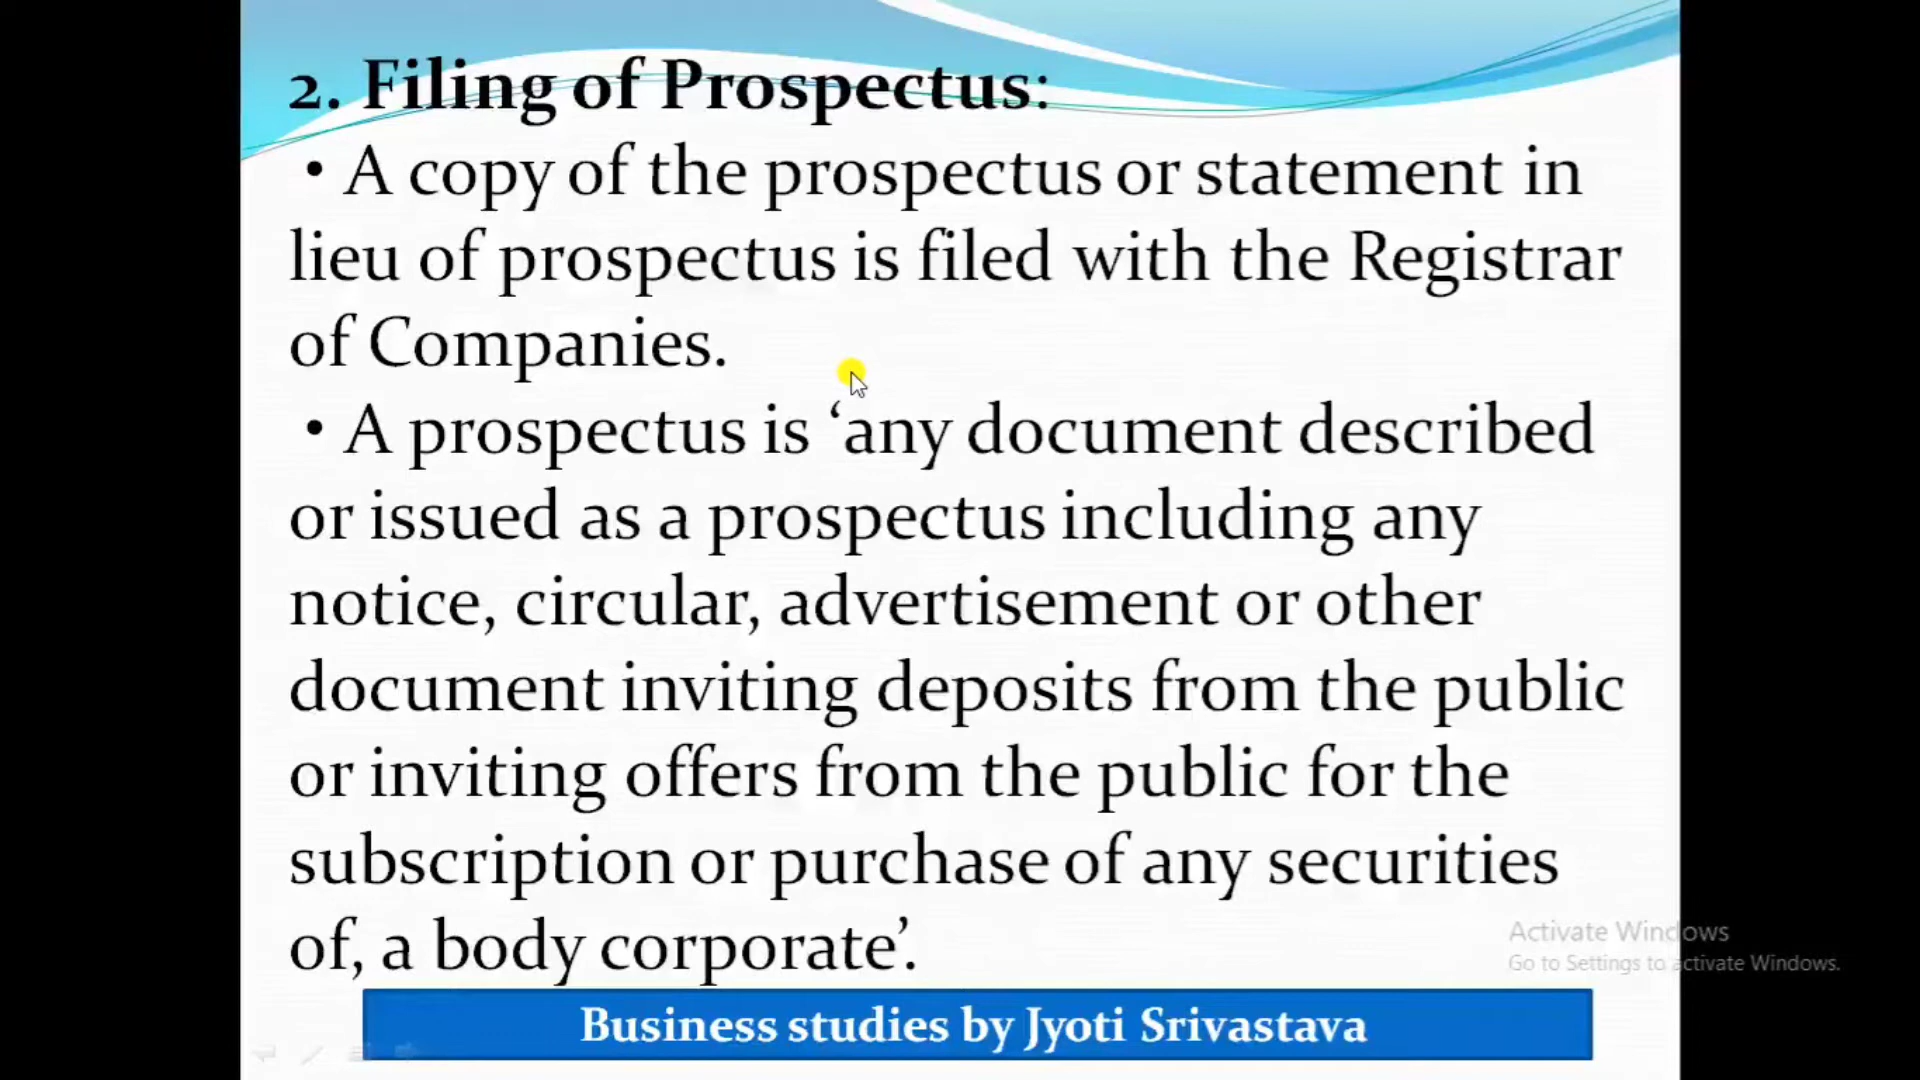 2. Filing of Prospectus:
• A copy of the prospectus or statement in
lieu of prospectus is filed with the Registrar
of Companies.
• A prospectus is ‘any document described
or issued as a prospectus including any
notice, circular, advertisement or other
document inviting deposits from the public
or inviting offers from the public for the
subscription or purchase of any securities
of, a body corporate’.
Activate Windows
Go to Settings to activate Windows.
Business studies by Jyoti Srivastava